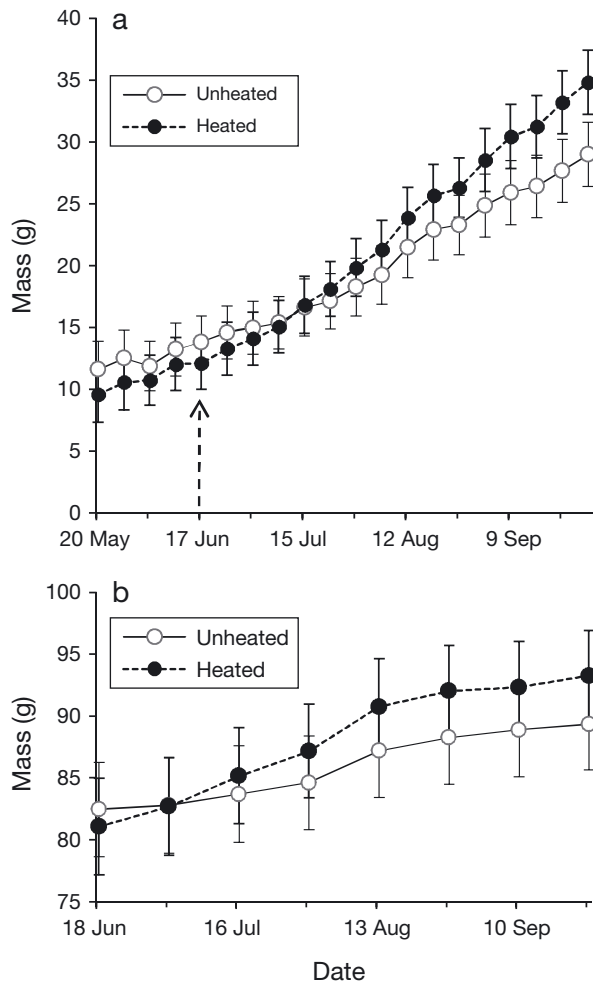 a
40
35
30
25
20
15
10
5
0
Mass (g)
Unheated
Heated
20 May 17 Jun 15 Jul 12 Aug 9 Sep
b
100
95
90
85
80
75
Mass (g)
Unheated
Heated
18 Jun 16 Jul 13 Aug 10 Sep
Date